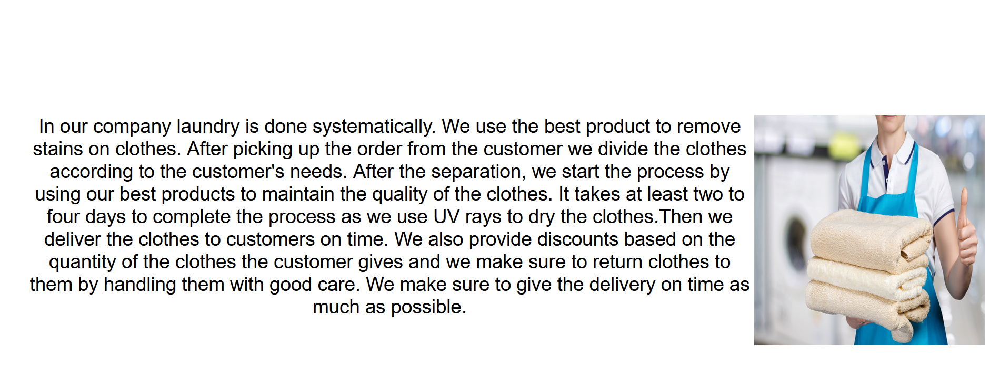 In our company laundry is done systematically. We use the best product to remove
stains on clothes. After picking up the order from the customer we divide the clothes
according to the customer's needs. After the separation, we start the process by
using our best products to maintain the quality of the clothes. It takes at least two to
four days to complete the process as we use UV rays to dry the clothes.Then we
deliver the clothes to customers on time. We also provide discounts based on the
quantity of the clothes the customer gives and we make sure to return clothes to
them by handling them with good care. We make sure to give the delivery on time as
much as possible.